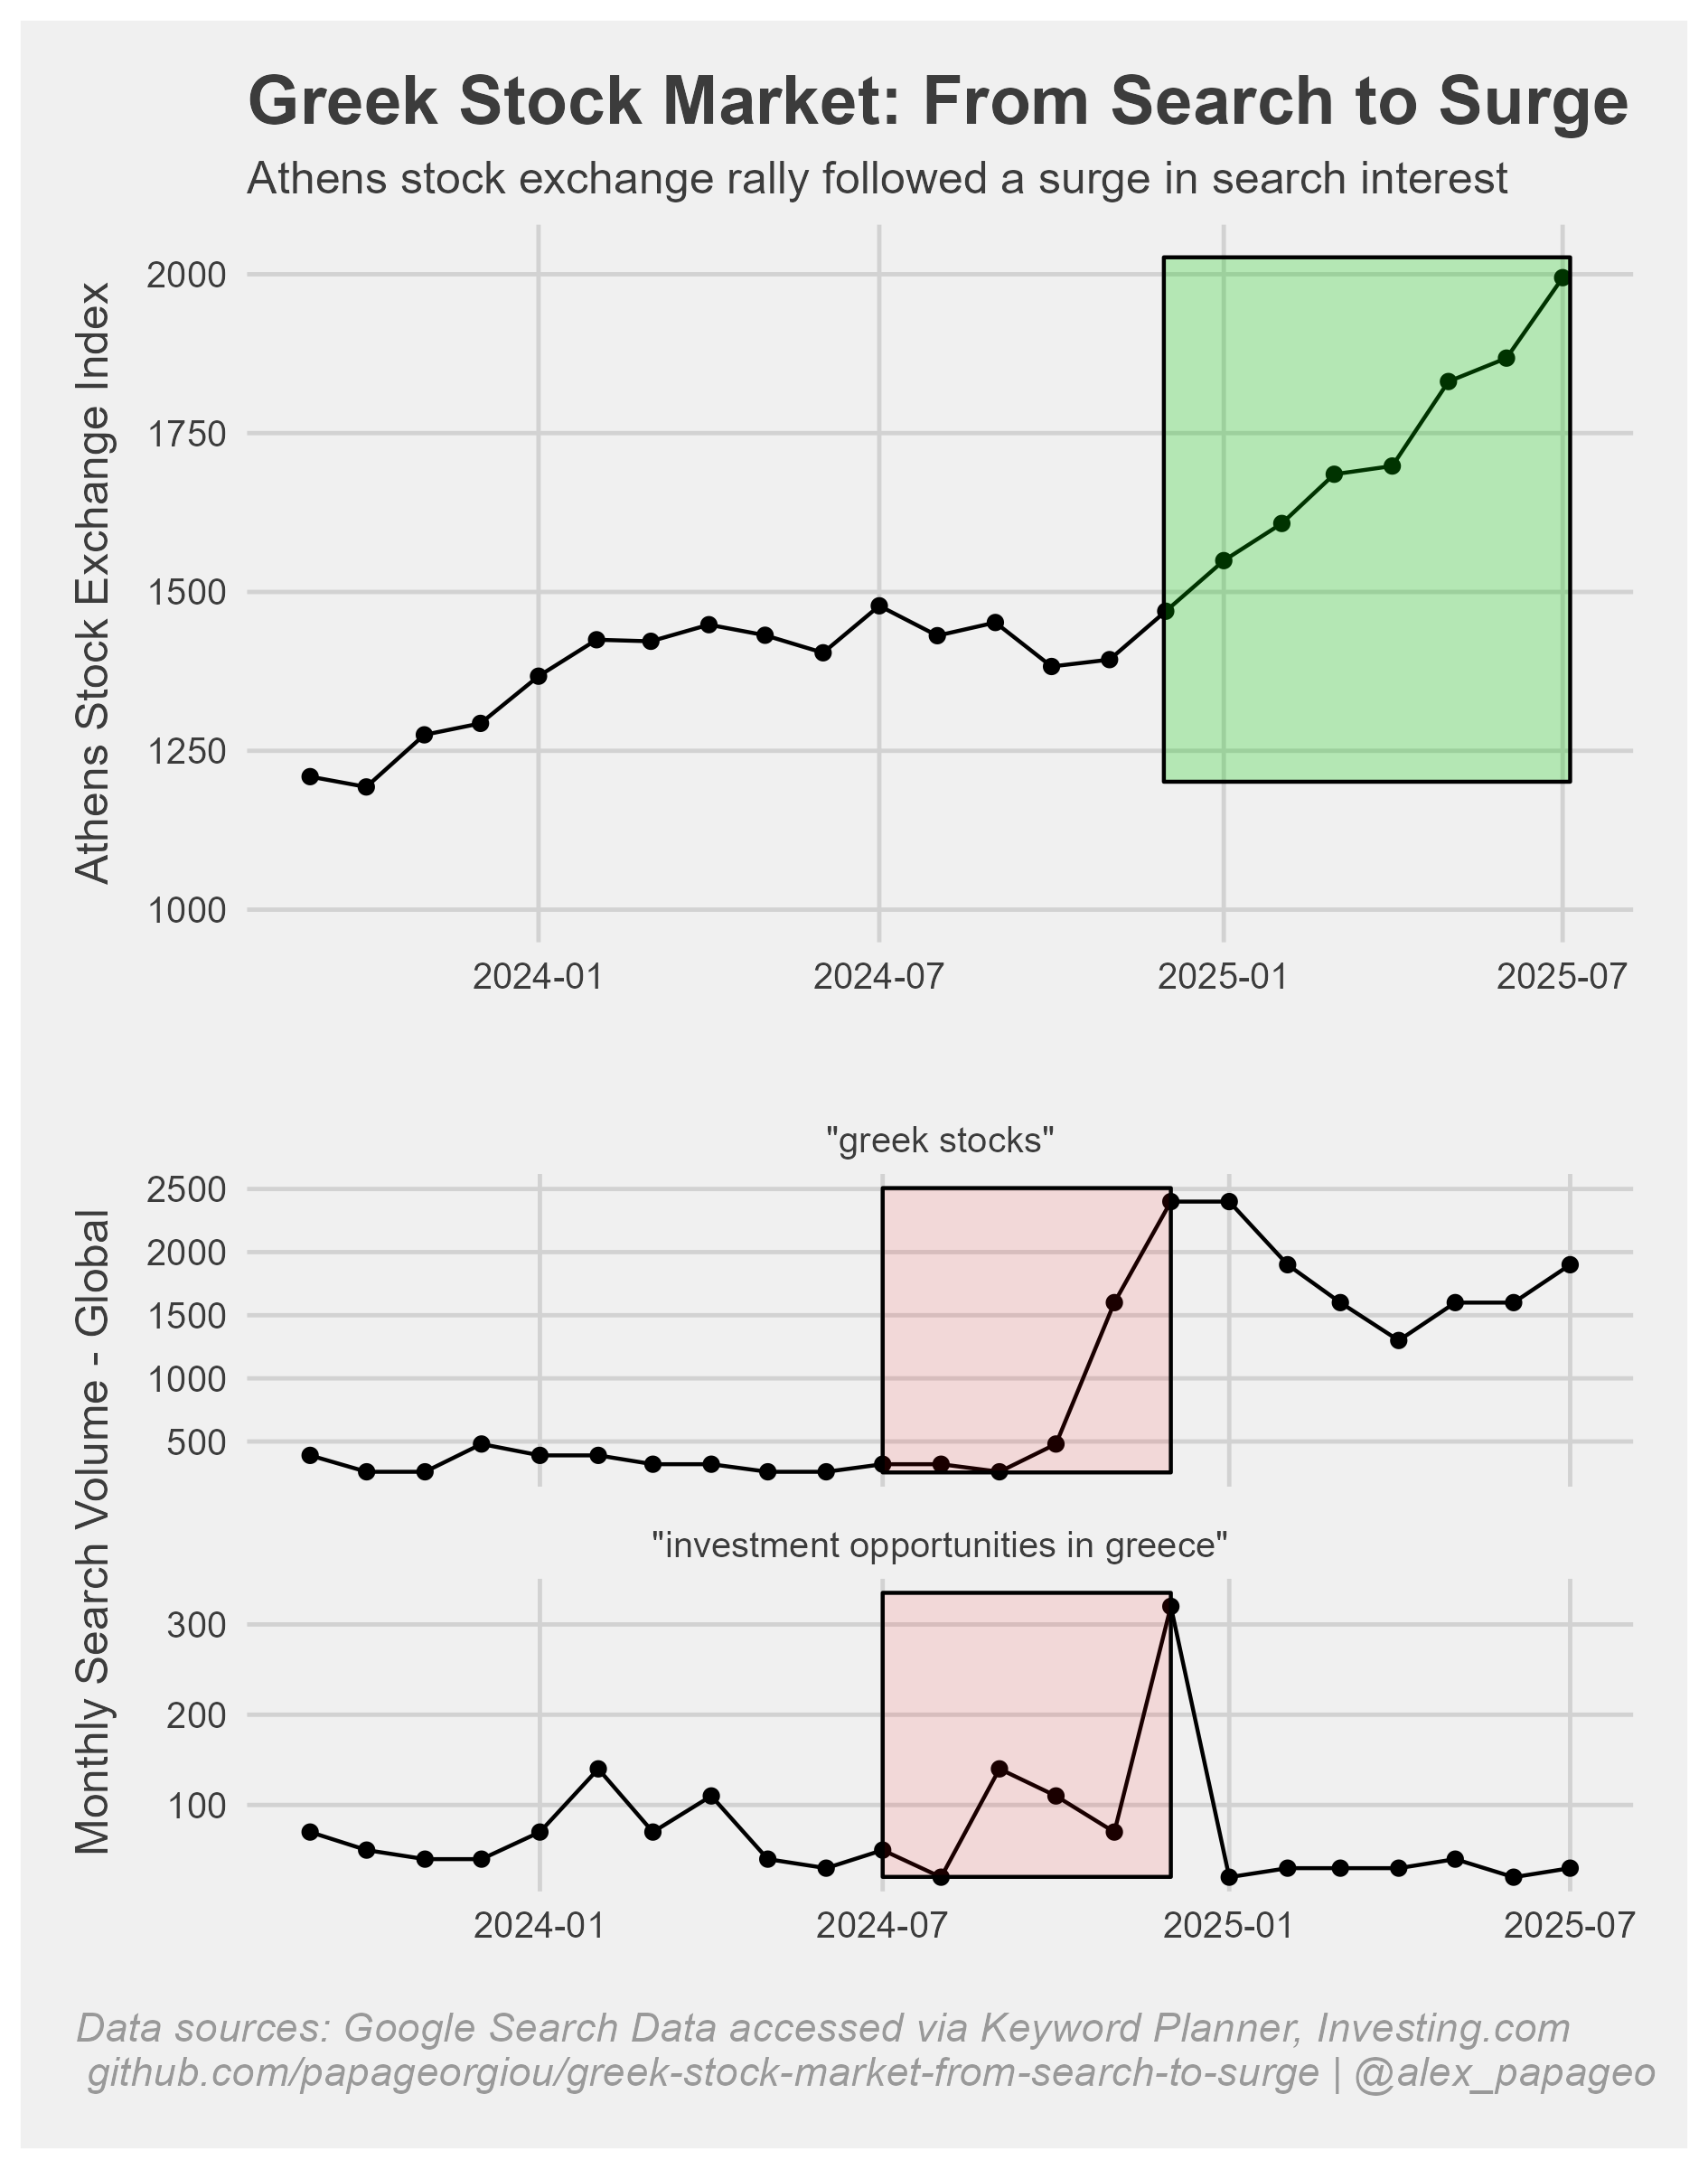 Greek Stock Market: From Search to Surge
Athens stock exchange rally followed a surge in search interest
Athens Stock Exchange Index
2000
1750
1500
1250
1000
2024-01
2024-07
2025-01
2025-07
Monthly Search Volume - Global
"greek stocks"
2500
2000
1500
1000
500
"investment opportunities in greece"
300
200
100
2024-01
2024-07
2025-01
2025-07
Data sources: Google Search Data accessed via Keyword Planner, Investing.com
github.com/papageorgiou/greek-stock-market-from-search-to-surge | @alex_papageo